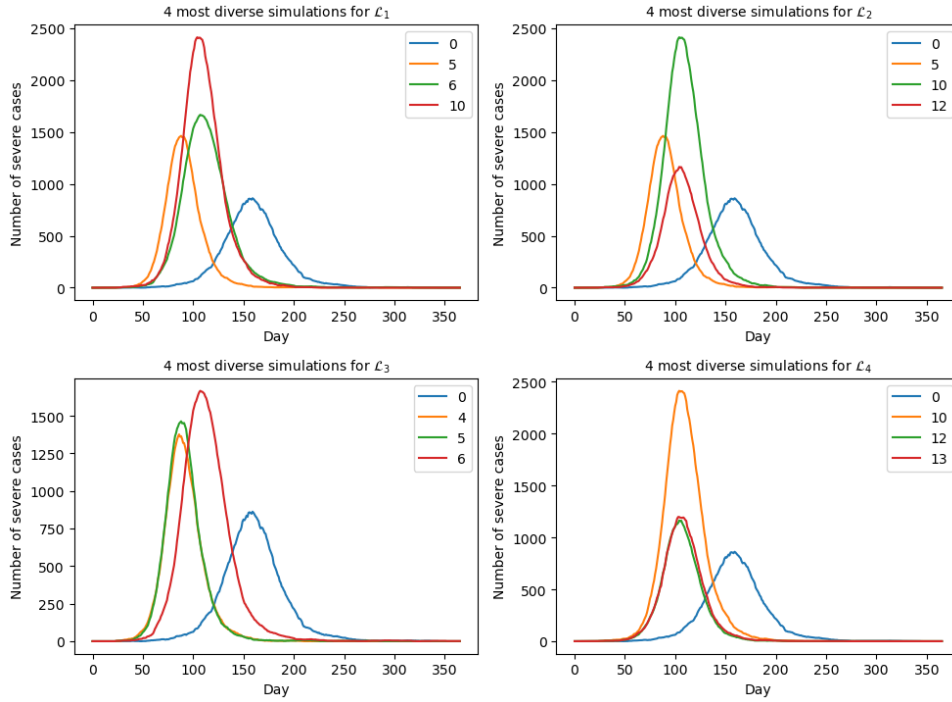 4 most diverse simulations for ℒ₁
Number of severe cases
2500
2000
1500
1000
500
0
0
5
6
10
0 50 100 150 200 250 300 350
Day
4 most diverse simulations for ℒ₂
Number of severe cases
2500
2000
1500
1000
500
0
0
5
10
12
0 50 100 150 200 250 300 350
Day
4 most diverse simulations for ℒ₃
Number of severe cases
1500
1250
1000
750
500
250
0
0
4
5
6
0 50 100 150 200 250 300 350
Day
4 most diverse simulations for ℒ₄
Number of severe cases
2500
2000
1500
1000
500
0
0
10
12
13
0 50 100 150 200 250 300 350
Day